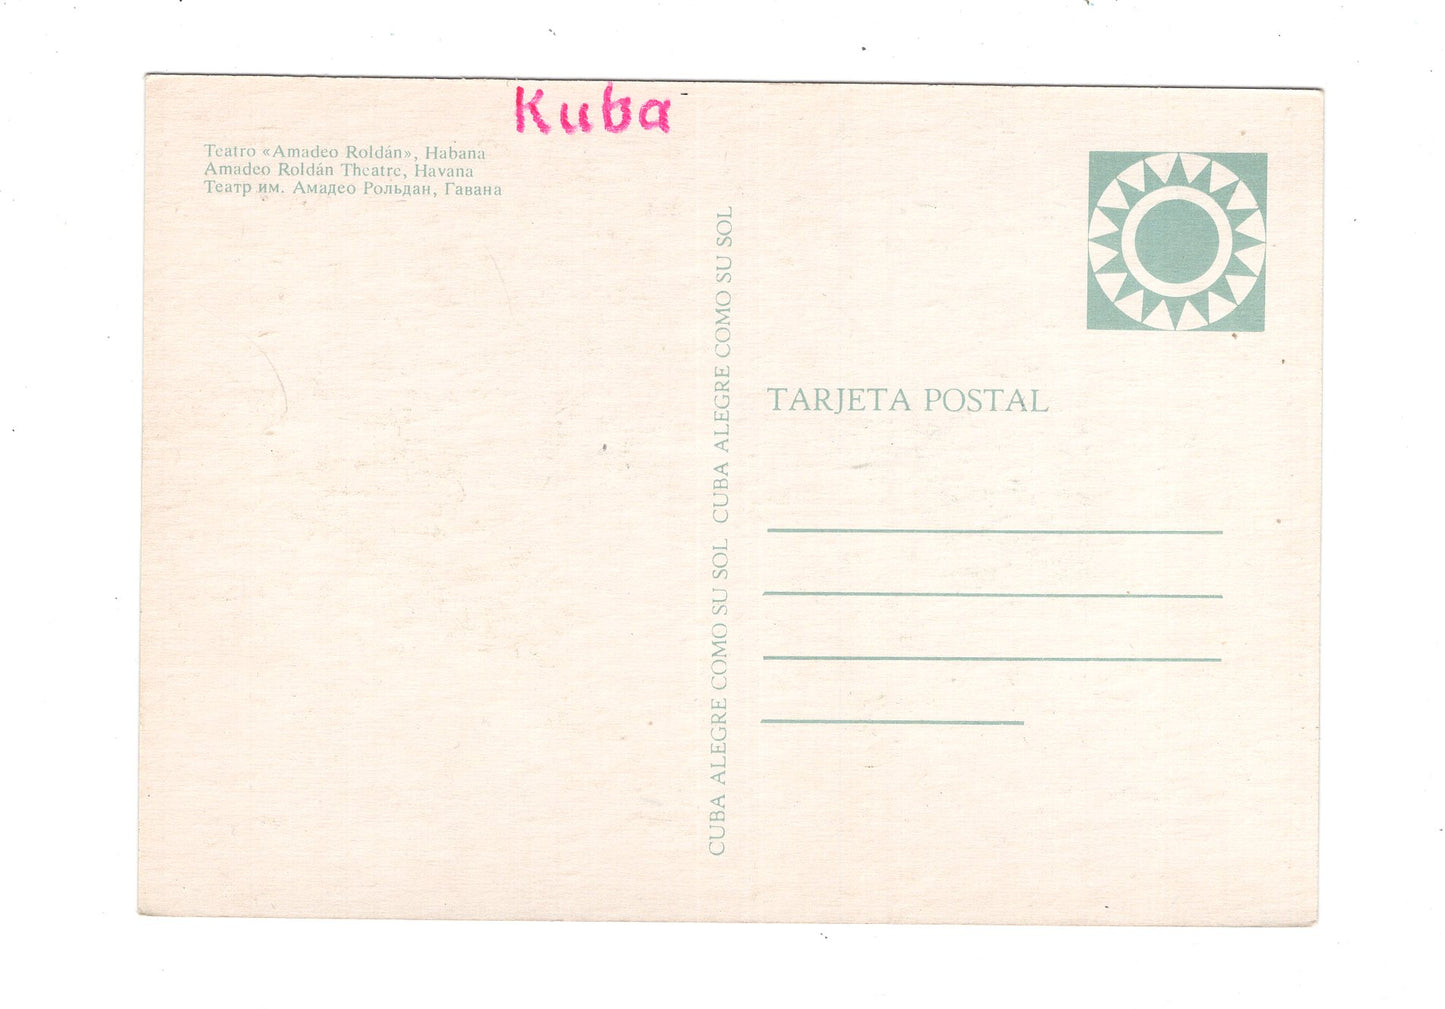 Kuba
Teatro «Amadeo Roldán», Habana
Amadeo Roldán Theatre, Havana
Театр им. Амадео Рольдан, Гавана
CUBA ALEGRE COMO SU SOL CUBA ALEGRE COMO SU SOL
TARJETA POSTAL